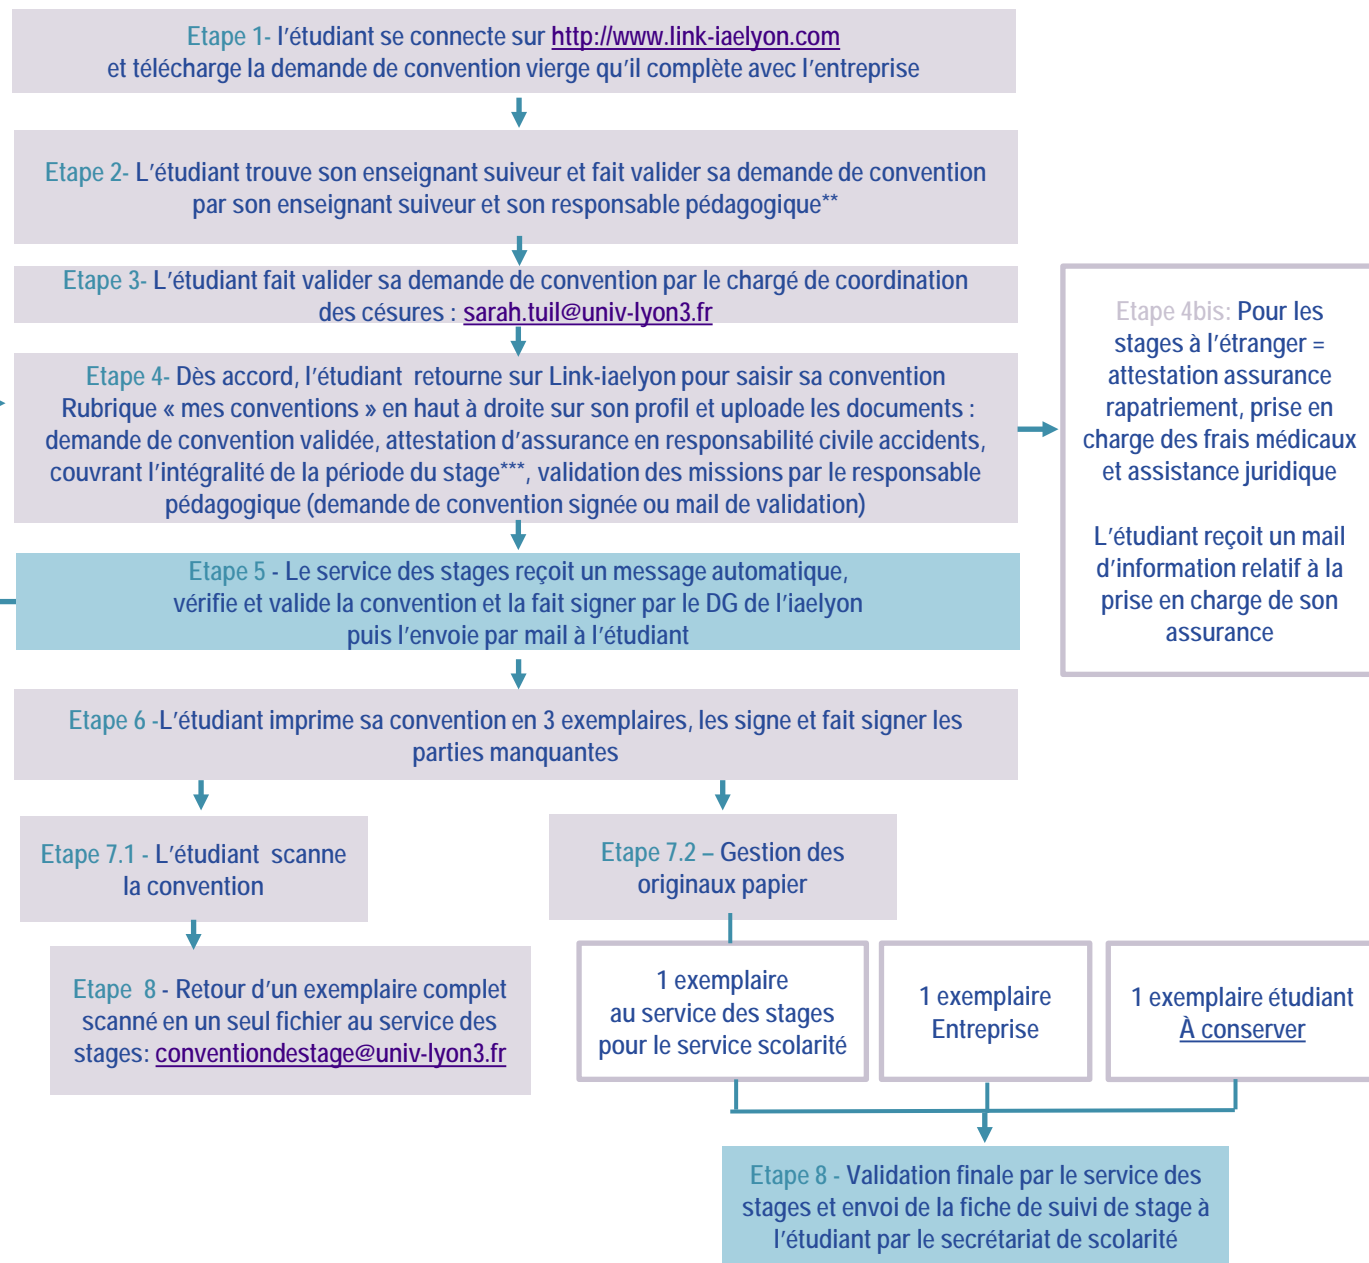 Etape 1- l'étudiant se connecte sur http://www.link-iaelyon.com
et télécharge la demande de convention vierge qu'il complète avec l'entreprise
Etape 2- L'étudiant trouve son enseignant suiveur et fait valider sa demande de convention
par son enseignant suiveur et son responsable pédagogique**
Etape 3- L'étudiant fait valider sa demande de convention par le chargé de coordination
des césures : sarah.tuil@univ-lyon3.fr
Etape 4- Dès accord, l'étudiant retourne sur Link-iaelyon pour saisir sa convention
Rubrique « mes conventions » en haut à droite sur son profil et uploade les documents :
demande de convention validée, attestation d'assurance en responsabilité civile accidents,
couvrant l'intégralité de la période du stage***, validation des missions par le responsable
pédagogique (demande de convention signée ou mail de validation)
Etape 4bis: Pour les
stages à l'étranger =
attestation assurance
rapatriement, prise en
charge des frais médicaux
et assistance juridique
L'étudiant reçoit un mail
d'information relatif à la
prise en charge de son
assurance
Etape 5 - Le service des stages reçoit un message automatique,
vérifie et valide la convention et la fait signer par le DG de l'iaelyon
puis l'envoie par mail à l'étudiant
Etape 6 -L'étudiant imprime sa convention en 3 exemplaires, les signe et fait signer les
parties manquantes
Etape 7.1 - L'étudiant scanne
la convention
Etape 7.2 – Gestion des
originaux papier
Etape 8 - Retour d'un exemplaire complet
scanné en un seul fichier au service des
stages: conventiondestage@univ-lyon3.fr
1 exemplaire
au service des stages
pour le service scolarité
1 exemplaire
Entreprise
1 exemplaire étudiant
À conserver
Etape 8 - Validation finale par le service des
stages et envoi de la fiche de suivi de stage à
l'étudiant par le secrétariat de scolarité